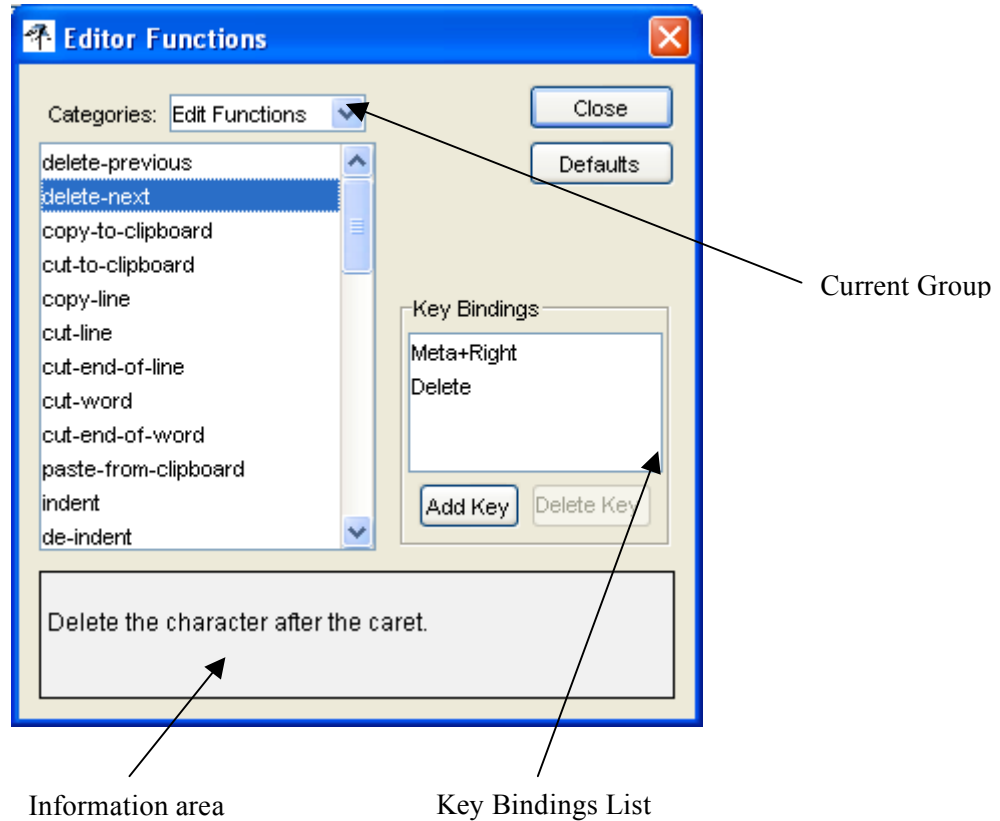 Editor Functions
Categories: Edit Functions
Close
Defaults
delete-previous
delete-next
copy-to-clipboard
cut-to-clipboard
copy-line
cut-line
cut-end-of-line
cut-word
cut-end-of-word
paste-from-clipboard
indent
de-indent
Current Group
Key Bindings
Meta+Right
Delete
Add Key
Delete Key
Delete the character after the caret.
Information area
Key Bindings List